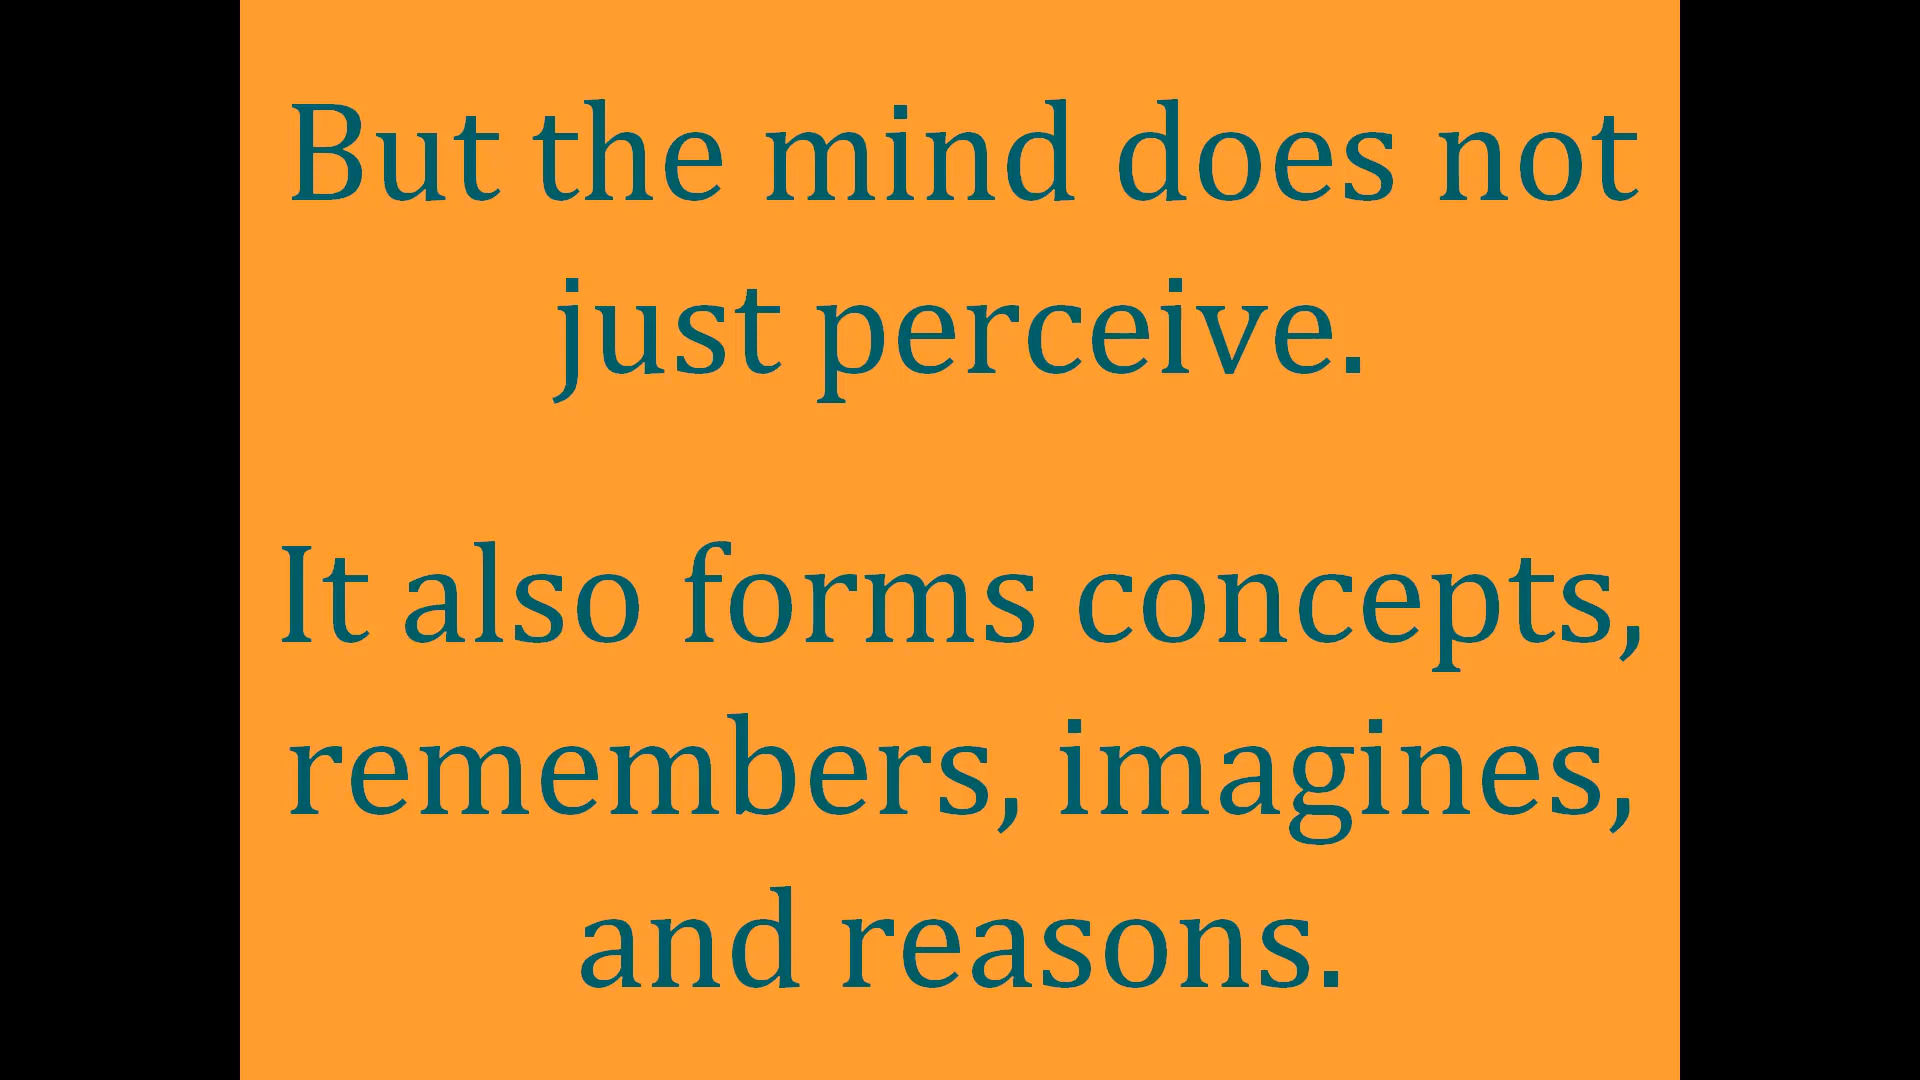 But the mind does not
just perceive.
It also forms concepts,
remembers, imagines,
and reasons.